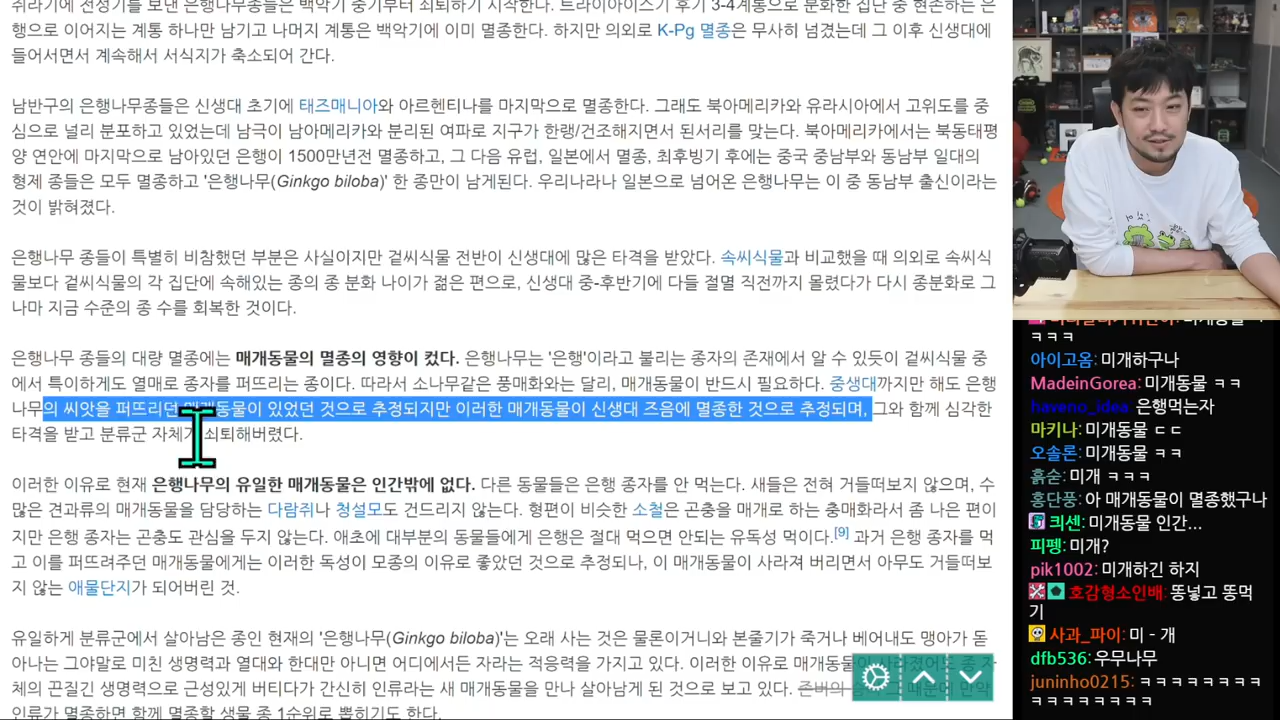 쥐라기에 전성기를 보낸 은행나무종들은 백악기 중기부터 쇠퇴하기 시작한다. 트라이아스기 후기 3-4계통으로 분화한 집단 중 현존하는 은
행으로 이어지는 계통 하나만 남기고 나머지 계통은 백악기에 이미 멸종한다. 하지만 의외로 K-Pg 멸종은 무사히 넘겼는데 그 이후 신생대에
들어서면서 계속해서 서식지가 축소되어 간다.
남반구의 은행나무종들은 신생대 초기에 태즈매니아와 아르헨티나를 마지막으로 멸종한다. 그래도 북아메리카와 유라시아에서 고위도를 중
심으로 널리 분포하고 있었는데 남극이 남아메리카와 분리된 여파로 지구가 한랭/건조해지면서 된서리를 맞는다. 북아메리카에서는 북동태평
양 연안에 마지막으로 남아있던 은행이 1500만년전 멸종하고, 그 다음 유럽, 일본에서 멸종, 최후빙기 후에는 중국 중남부와 동남부 일대의
형제 종들은 모두 멸종하고 '은행나무(Ginkgo biloba)' 한 종만이 남게된다. 우리나라나 일본으로 넘어온 은행나무는 이 중 동남부 출신이라는
것이 밝혀졌다.
은행나무 종들이 특별히 비참했던 부분은 사실이지만 겉씨식물 전반이 신생대에 많은 타격을 받았다. 속씨식물과 비교했을 때 의외로 속씨식
물보다 겉씨식물의 각 집단에 속해있는 종의 종 분화 나이가 젊은 편으로, 신생대 중-후반기에 다들 절멸 직전까지 몰렸다가 다시 종분화로 그
나마 지금 수준의 종 수를 회복한 것이다.
은행나무 종들의 대량 멸종에는 매개동물의 멸종의 영향이 컸다. 은행나무는 '은행'이라고 불리는 종자의 존재에서 알 수 있듯이 겉씨식물 중
에서 특이하게도 열매로 종자를 퍼뜨리는 종이다. 따라서 소나무같은 풍매화와는 달리, 매개동물이 반드시 필요하다. 중생대까지만 해도 은행
나무의 씨앗을 퍼뜨리던 매개동물이 있었던 것으로 추정되지만 이러한 매개동물이 신생대 즈음에 멸종한 것으로 추정되며, 그와 함께 심각한
타격을 받고 분류군 자체가 쇠퇴해버렸다.
이러한 이유로 현재 은행나무의 유일한 매개동물은 인간밖에 없다. 다른 동물들은 은행 종자를 안 먹는다. 새들은 전혀 거들떠보지 않으며, 수
많은 견과류의 매개동물을 담당하는 다람쥐나 청설모도 건드리지 않는다. 형편이 비슷한 소철은 곤충을 매개로 하는 충매화라서 좀 나은 편이
지만 은행 종자는 곤충도 관심을 두지 않는다. 애초에 대부분의 동물들에게 은행은 절대 먹으면 안되는 유독성 먹이다.[9] 과거 은행 종자를 먹
고 이를 퍼뜨려주던 매개동물에게는 이러한 독성이 모종의 이유로 좋았던 것으로 추정되나, 이 매개동물이 사라져 버리면서 아무도 거들떠보
지 않는 애물단지가 되어버린 것.
유일하게 분류군에서 살아남은 종인 현재의 '은행나무(Ginkgo biloba)'는 오래 사는 것은 물론이거니와 본줄기가 죽거나 베어내도 맹아가 돋
아나는 그야말로 미친 생명력과 열대와 한대만 아니면 어디에서든 자라는 적응력을 가지고 있다. 이러한 이유로 매개동물이 사라졌어도 종 자
체의 끈질긴 생명력으로 근성있게 버티다가 간신히 인류라는 새 매개동물을 만나 살아남게 된 것으로 보고 있다. 존버의 때문에 만약
인류가 멸종하면 함께 멸종할 생물 종 1순위로 뽑히기도 한다.
ㅋㅋㅋ
아이고옴: 미개하구나
MadeinGorea: 미개동물 ㅋㅋ
haveno_idea: 은행먹는자
마키나: 미개동물 ㄷㄷ
오솔론: 미개동물 ㅋㅋ
흙숟: 미개 ㅋㅋㅋ
홍단풍: 아 매개동물이 멸종했구나
킈센: 미개동물 인간...
피펭: 미개?
pik1002: 미개하긴 하지
호감형소인배: 똥넣고 똥먹
기
사과_파이: 미 - 개
dfb536: 우무나무
juninho0215: ㅋㅋㅋㅋㅋㅋㅋㅋ
ㅋㅋㅋㅋㅋㅋㅋㅋ